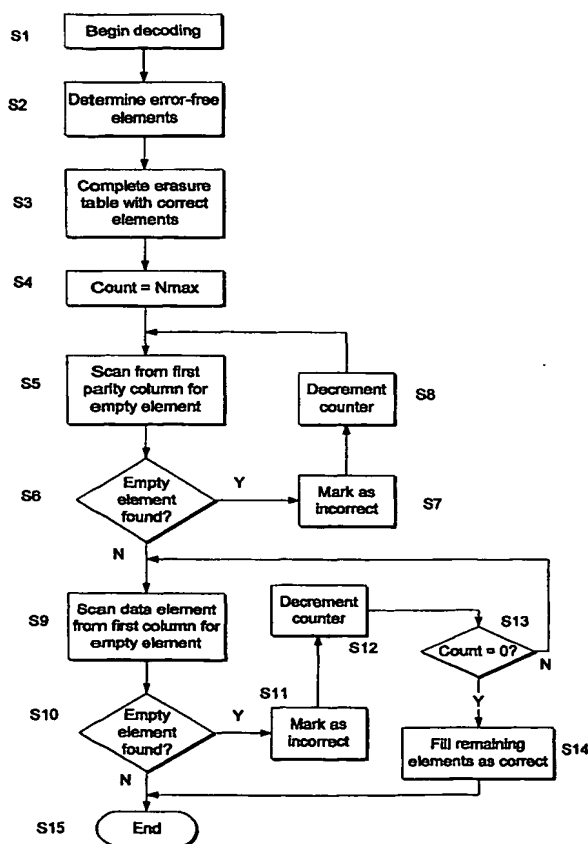 S1
Begin decoding
S2
Determine error-free
elements
S3
Complete erasure
table with correct
elements
S4
Count = Nmax
S5
Scan from first
parity column for
empty element
Decrement
counter
S8
S6
Empty
element
found?
Y
Mark as
incorrect
S7
N
S9
Scan data element
from first column for
empty element
Decrement
counter
S12
S13
Count = 0?
N
Y
S10
Empty
element
found?
Y
S11
Mark as
incorrect
Fill remaining
elements as correct
S14
N
S15
End